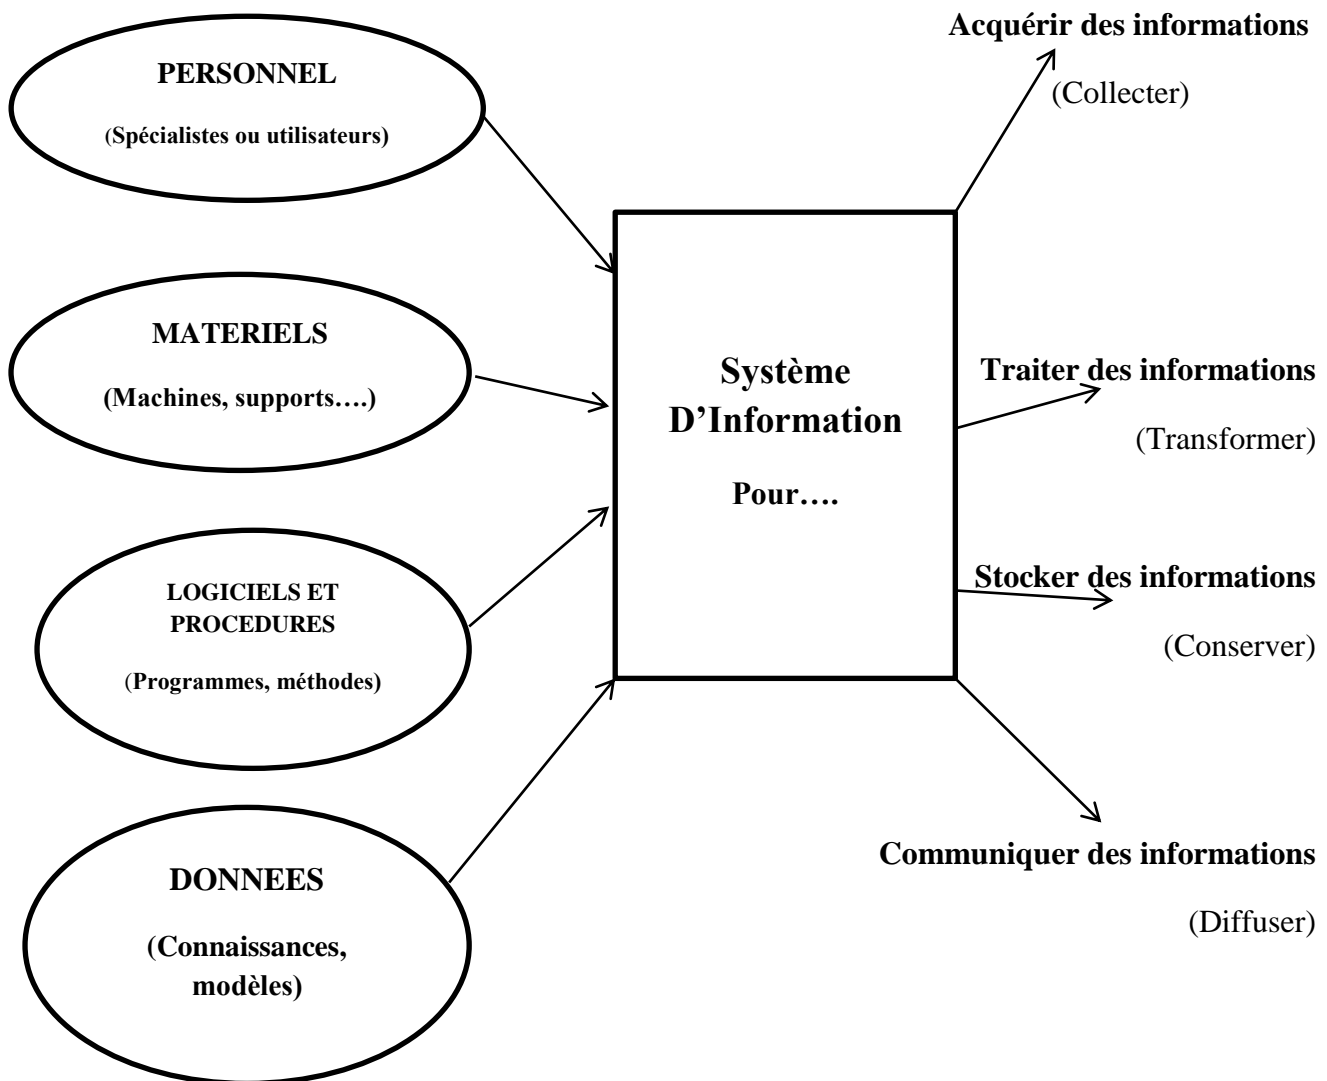 PERSONNEL
(Spécialistes ou utilisateurs)
MATERIELS
(Machines, supports….)
LOGICIELS ET
PROCEDURES
(Programmes, méthodes)
DONNEES
(Connaissances,
modèles)
Système
D’Information
Pour….
Acquérir des informations
(Collecter)
Traiter des informations
(Transformer)
Stocker des informations
(Conserver)
Communiquer des informations
(Diffuser)